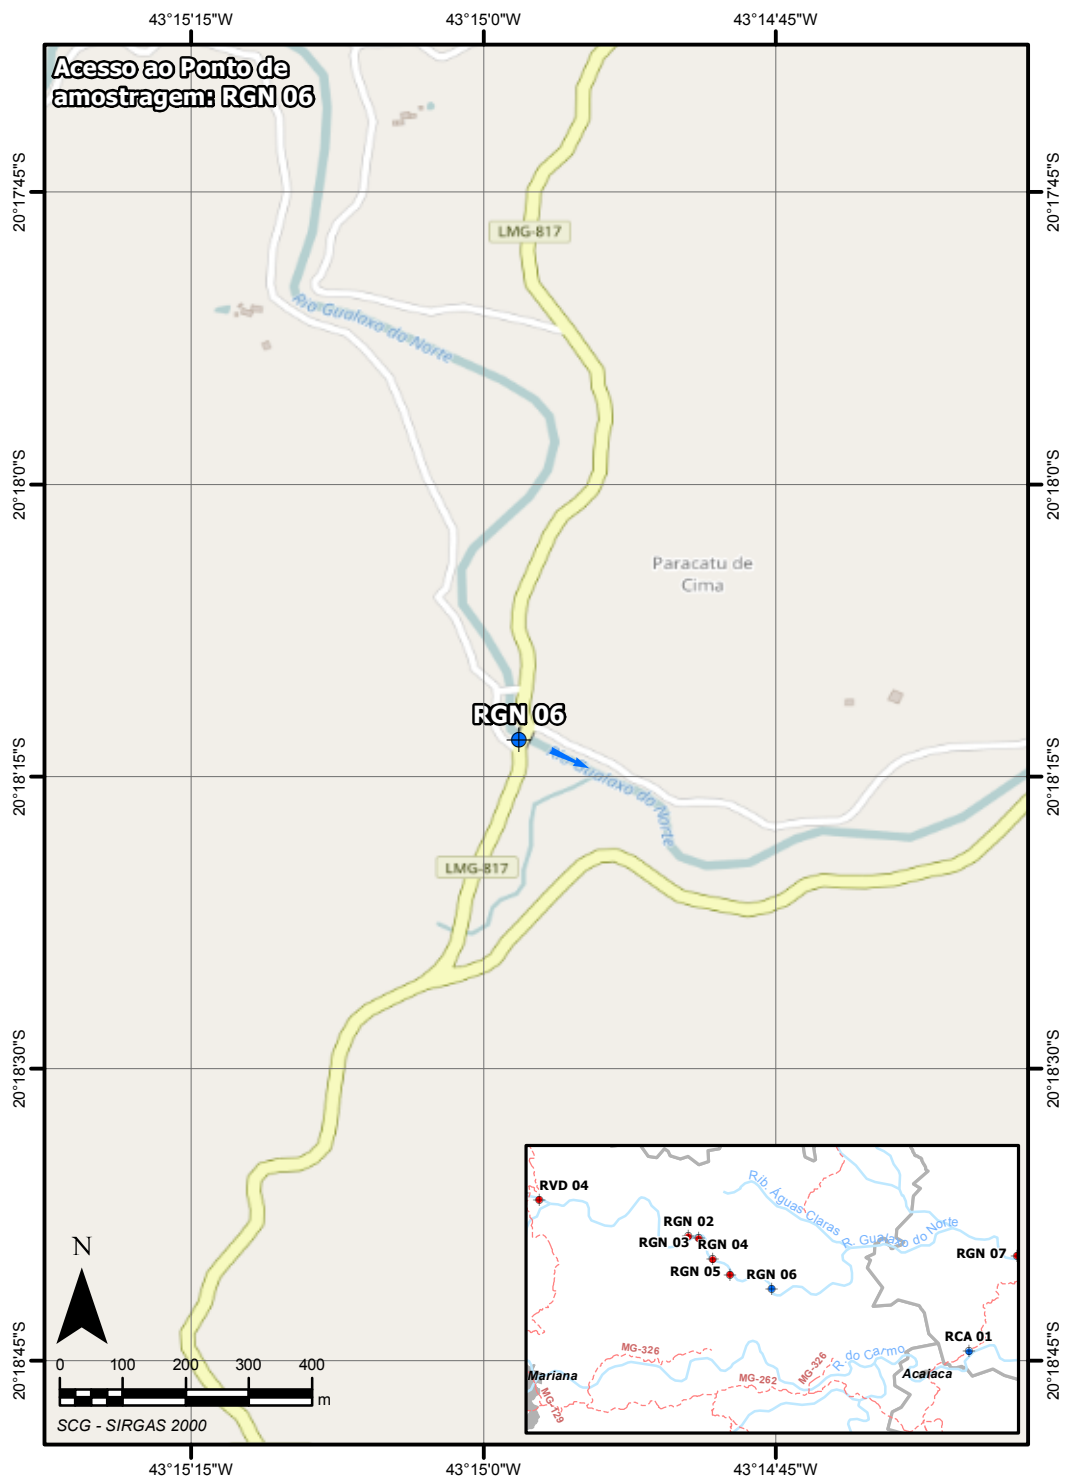 43°15'15"W
43°15'0"W
43°14'45"W
Acesso ao Ponto de
amostragem: RGN 06
20°17'45"S
20°17'45"S
LMG-817
Rio Gualaxo do Norte
20°18'0"S
20°18'0"S
Paracatu de
Cima
RGN 06
Rio Gualaxo do Norte
20°18'15"S
20°18'15"S
LMG-817
20°18'30"S
20°18'30"S
RVD 04
Rib. Águas Claras
RGN 02
RGN 03
RGN 04
R. Gualaxo do Norte
RGN 07
RGN 05
RGN 06
RCA 01
MG-326
R. do Carmo
MG-326
Mariana
MG-262
Acaiaca
MG-129
N
0 100 200 300 400
m
SCG - SIRGAS 2000
20°18'45"S
20°18'45"S
43°15'15"W
43°15'0"W
43°14'45"W